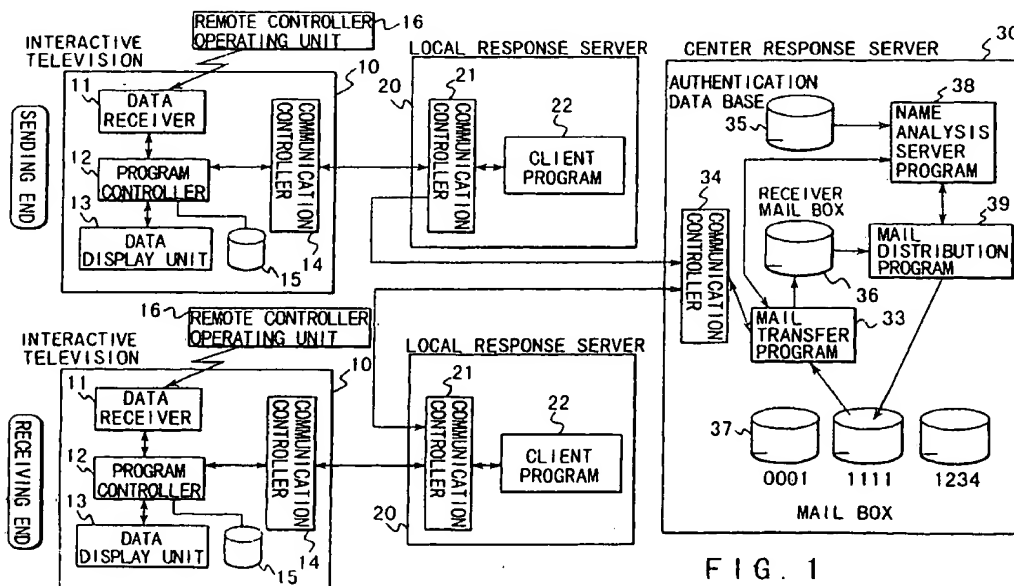 SENDING END
INTERACTIVE
TELEVISION
16
REMOTE CONTROLLER
OPERATING UNIT
10
11
DATA
RECEIVER
12
PROGRAM
CONTROLLER
13
DATA
DISPLAY UNIT
COMMUNICATION
CONTROLLER
14
15
LOCAL RESPONSE SERVER
20
21
COMMUNICATION
CONTROLLER
22
CLIENT
PROGRAM
RECEIVING END
INTERACTIVE
TELEVISION
16
REMOTE CONTROLLER
OPERATING UNIT
10
11
DATA
RECEIVER
12
PROGRAM
CONTROLLER
13
DATA
DISPLAY UNIT
COMMUNICATION
CONTROLLER
14
15
LOCAL RESPONSE SERVER
20
21
COMMUNICATION
CONTROLLER
22
CLIENT
PROGRAM
CENTER RESPONSE SERVER
30
AUTHENTICATION
DATA BASE
35
38
NAME
ANALYSIS
SERVER
PROGRAM
34
COMMUNICATION
CONTROLLER
RECEIVER
MAIL BOX
36
39
MAIL
DISTRIBUTION
PROGRAM
MAIL
TRANSFER
PROGRAM
33
37
0001
1111
1234
MAIL BOX
FIG. 1